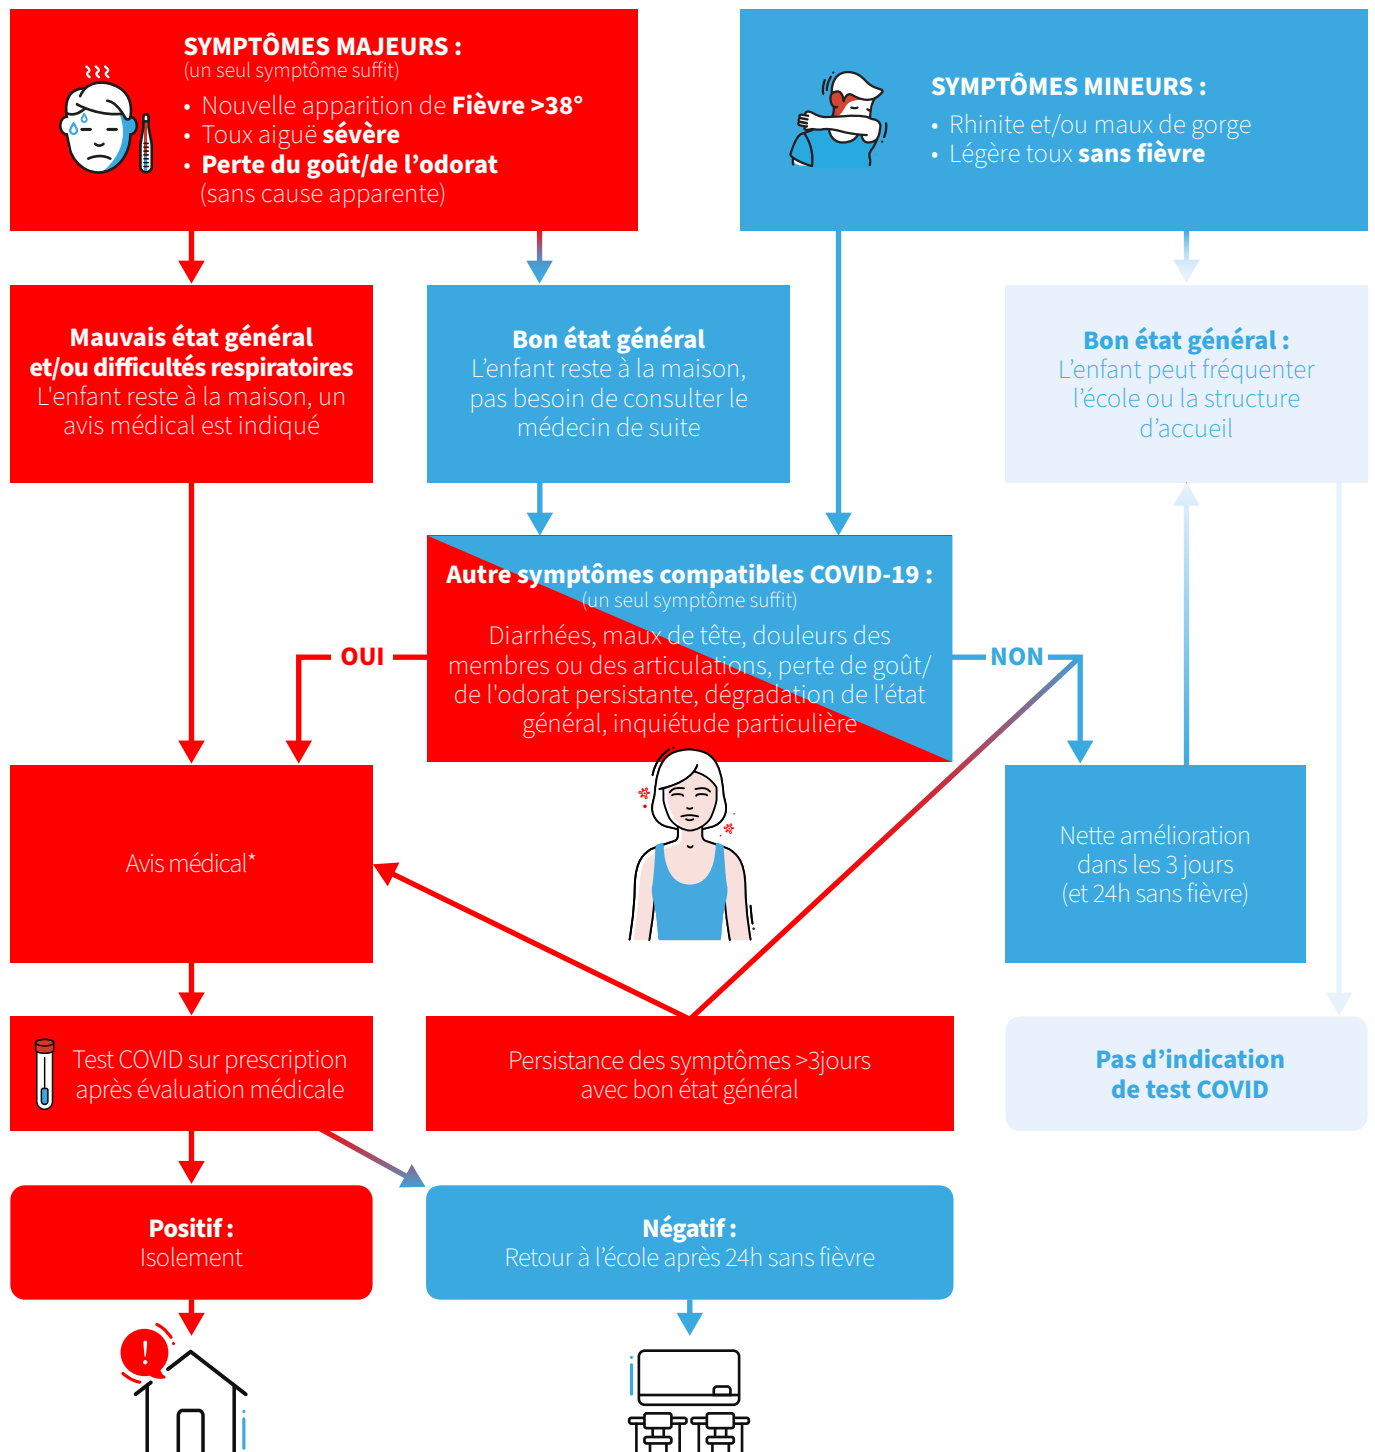 SYMPTÔMES MAJEURS :
(un seul symptôme suffit)
• Nouvelle apparition de Fièvre >38°
• Toux aiguë sévère
• Perte du goût/de l’odorat
(sans cause apparente)
SYMPTÔMES MINEURS :
• Rhinite et/ou maux de gorge
• Légère toux sans fièvre
Mauvais état général
et/ou difficultés respiratoires
L'enfant reste à la maison, un
avis médical est indiqué
Bon état général
L’enfant reste à la maison,
pas besoin de consulter le
médecin de suite
Bon état général :
L’enfant peut fréquenter
l’école ou la structure
d’accueil
Autre symptômes compatibles COVID-19 :
(un seul symptôme suffit)
Diarrhées, maux de tête, douleurs des
membres ou des articulations, perte de goût/
de l'odorat persistante, dégradation de l'état
général, inquiétude particulière
OUI
NON
Avis médical*
Nette amélioration
dans les 3 jours
(et 24h sans fièvre)
Test COVID sur prescription
après évaluation médicale
Persistance des symptômes >3jours
avec bon état général
Pas d’indication
de test COVID
Positif :
Isolement
Négatif :
Retour à l’école après 24h sans fièvre
!